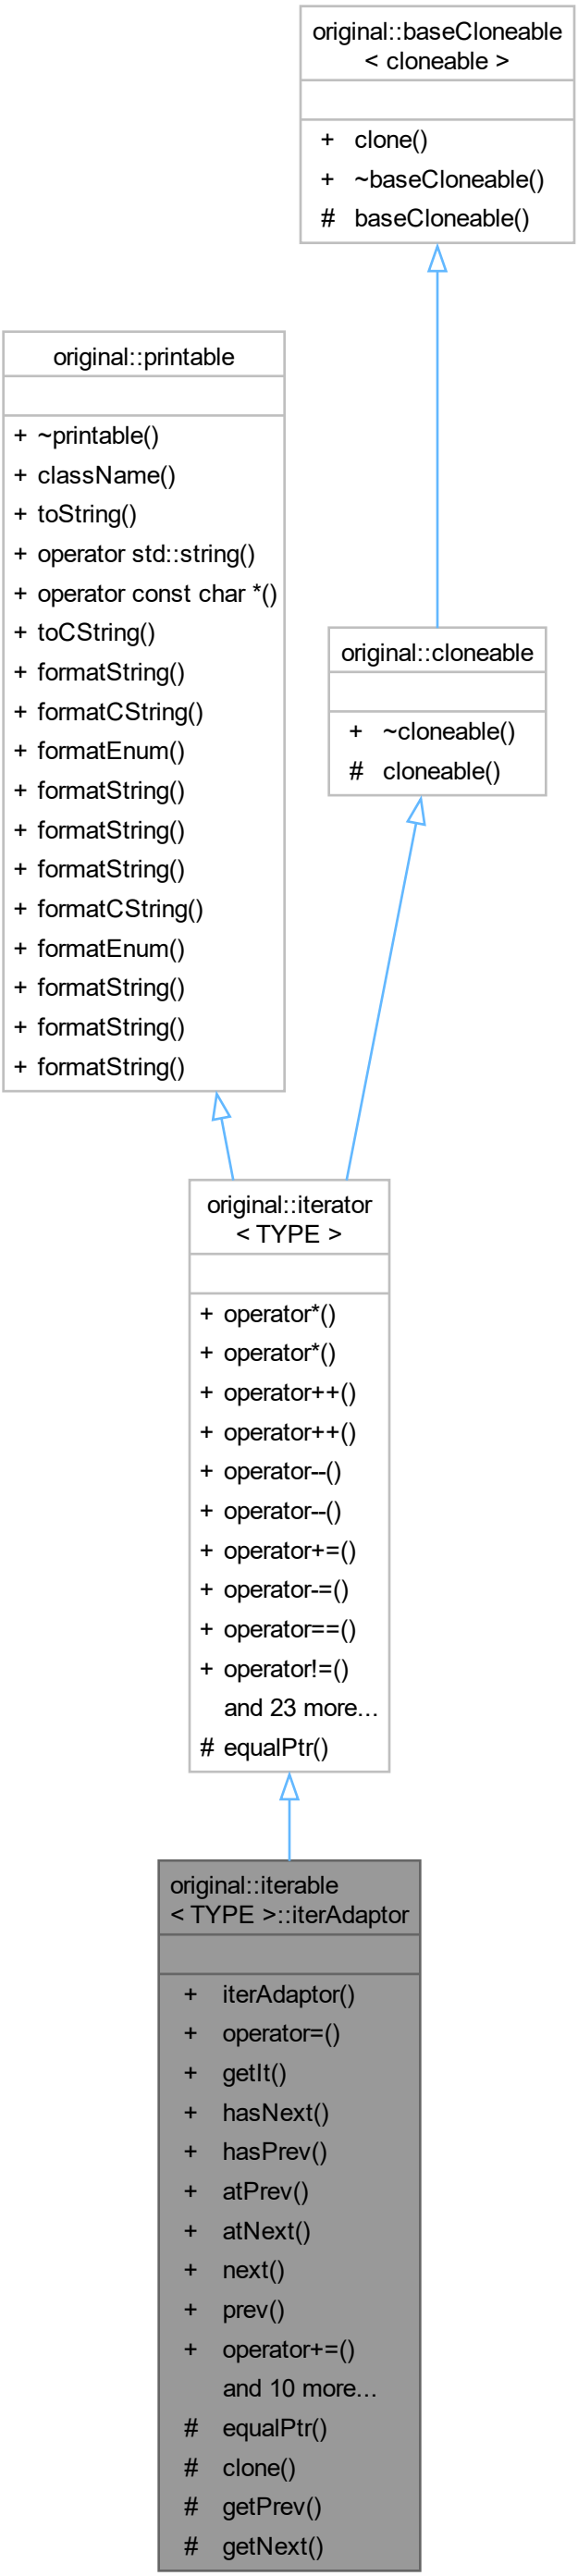 original::baseCloneable
< cloneable >
+ clone()
+ ~baseCloneable()
# baseCloneable()
original::printable
+ ~printable()
+ className()
+ toString()
+ operator std::string()
+ operator const char *()
+ toCString()
+ formatString()
+ formatCString()
+ formatEnum()
+ formatString()
+ formatString()
+ formatString()
+ formatCString()
+ formatEnum()
+ formatString()
+ formatString()
+ formatString()
original::cloneable
+ ~cloneable()
# cloneable()
original::iterator
< TYPE >
+ operator*()
+ operator*()
+ operator++()
+ operator++()
+ operator--()
+ operator--()
+ operator+=()
+ operator-=()
+ operator==()
+ operator!=()
and 23 more...
# equalPtr()
original::iterable
< TYPE >::iterAdaptor
+ iterAdaptor()
+ operator=()
+ getIt()
+ hasNext()
+ hasPrev()
+ atPrev()
+ atNext()
+ next()
+ prev()
+ operator+=()
and 10 more...
# equalPtr()
# clone()
# getPrev()
# getNext()